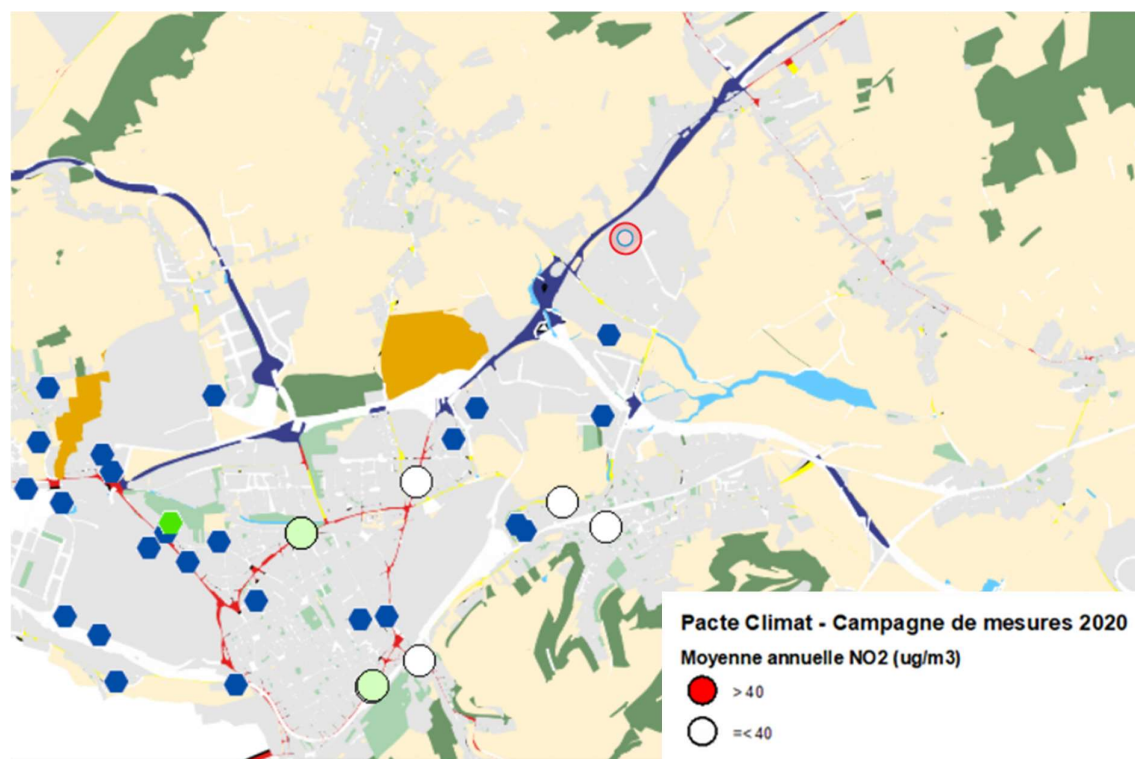 Pacte Climat - Campagne de mesures 2020
Moyenne annuelle NO2 (ug/m3)
> 40
=< 40